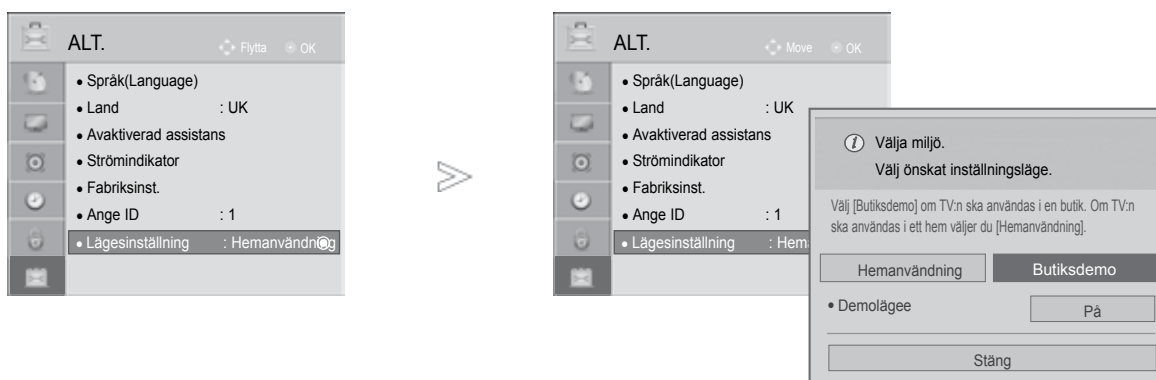 ALT. Flytta OK
• Språk(Language)
• Land : UK
• Avaktiverad assistans
• Strömindikator
• Fabriksinst.
• Ange ID : 1
• Lägesinställning : Hemanvändning
ALT. Move OK
• Språk(Language)
• Land : UK
• Avaktiverad assistans
• Strömindikator
• Fabriksinst.
• Ange ID : 1
• Lägesinställning : Hem
Välja miljö.
Välj önskat inställningsläge.
Välj [Butiksdemo] om TV:n ska användas i en butik. Om TV:n
ska användas i ett hem väljer du [Hemanvändning].
Hemanvändning Butiksdemo
• Demolägee På
Stäng